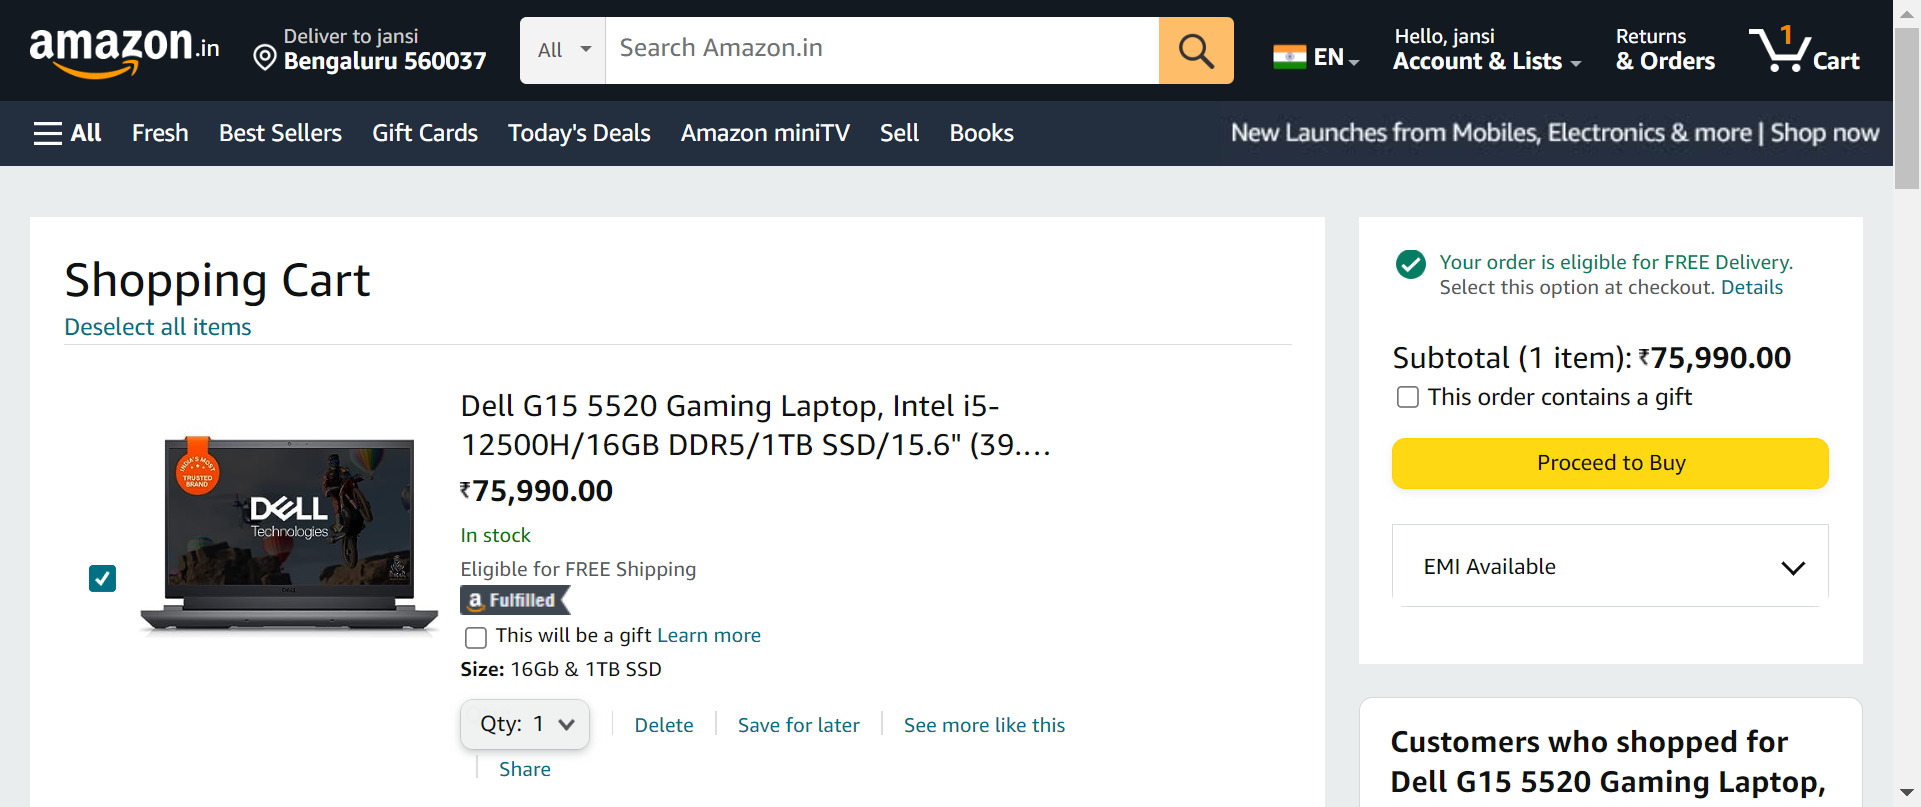 amazon.in
Deliver to jansi
Bengaluru 560037
All
Search Amazon.in
EN
Hello, jansi
Account & Lists
Returns
& Orders
1
Cart
All
Fresh
Best Sellers
Gift Cards
Today's Deals
Amazon miniTV
Sell
Books
New Launches from Mobiles, Electronics & more | Shop now
Shopping Cart
Deselect all items
INDIA'S MOST
TRUSTED
BRAND
DELL
Technologies
Dell G15 5520 Gaming Laptop, Intel i5-
12500H/16GB DDR5/1TB SSD/15.6" (39.…
₹75,990.00
In stock
Eligible for FREE Shipping
a Fulfilled
This will be a gift Learn more
Size: 16Gb & 1TB SSD
Qty: 1
Delete
Save for later
See more like this
Share
Your order is eligible for FREE Delivery.
Select this option at checkout. Details
Subtotal (1 item): ₹75,990.00
This order contains a gift
Proceed to Buy
EMI Available
Customers who shopped for
Dell G15 5520 Gaming Laptop,